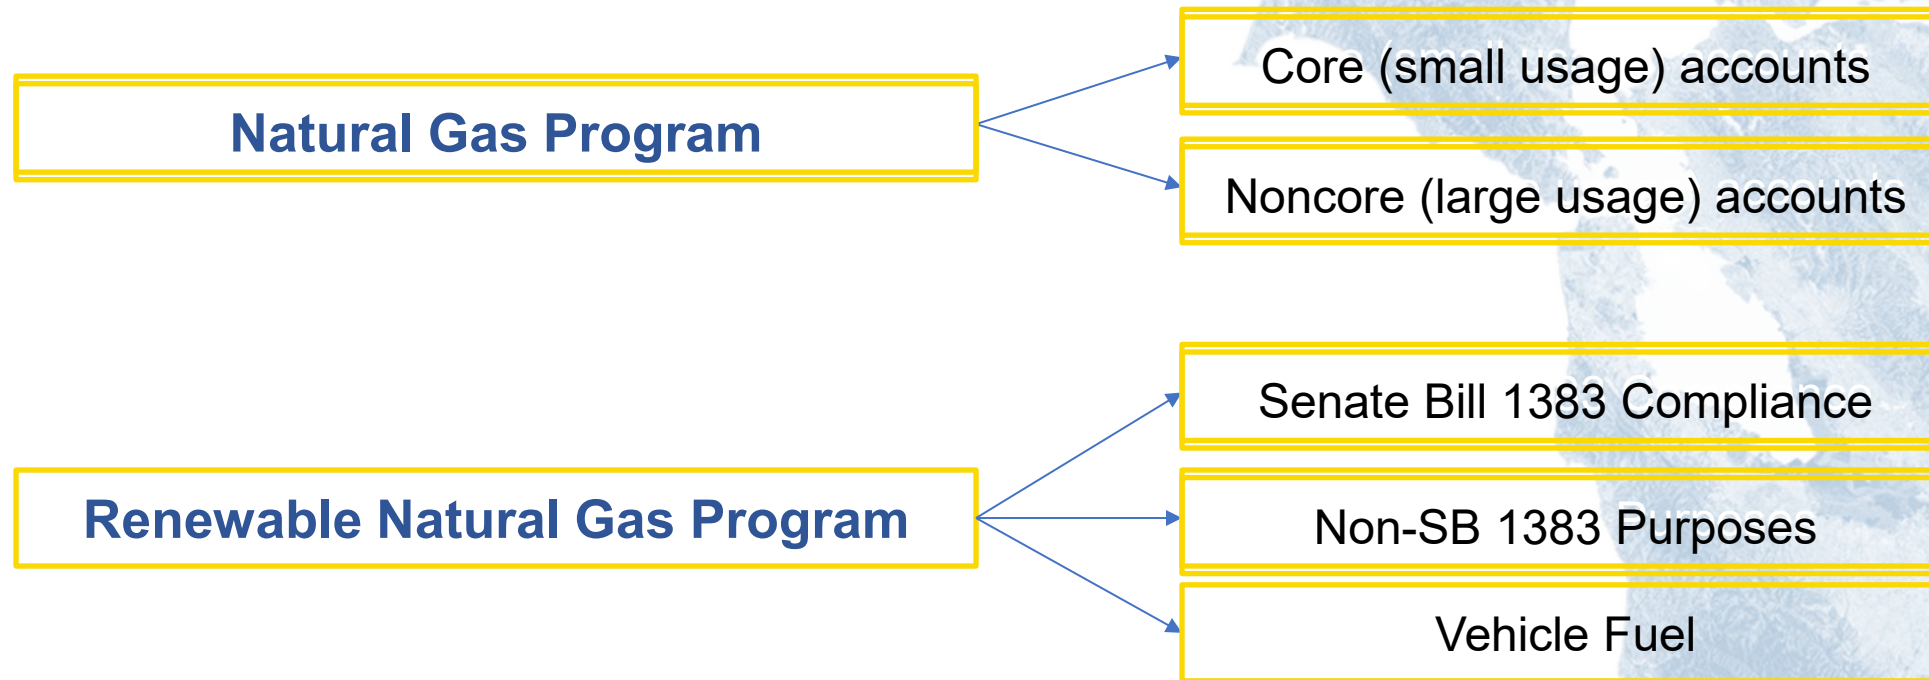 Natural Gas Program
Core (small usage) accounts
Noncore (large usage) accounts
Renewable Natural Gas Program
Senate Bill 1383 Compliance
Non-SB 1383 Purposes
Vehicle Fuel